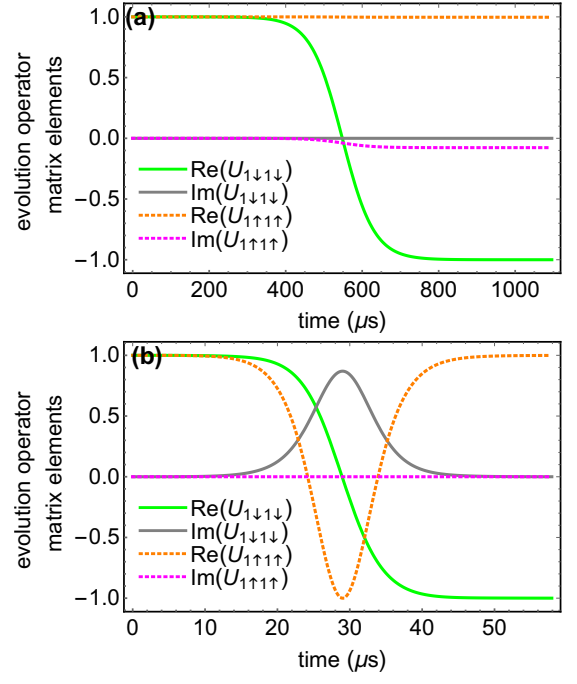 (a)
evolution operator
matrix elements
1.0
0.5
0.0
−0.5
−1.0
Re(U1↓1↓)
Im(U1↓1↓)
Re(U1↑1↑)
Im(U1↑1↑)
0 200 400 600 800 1000
time (μs)
(b)
evolution operator
matrix elements
1.0
0.5
0.0
−0.5
−1.0
Re(U1↓1↓)
Im(U1↓1↓)
Re(U1↑1↑)
Im(U1↑1↑)
0 10 20 30 40 50
time (μs)